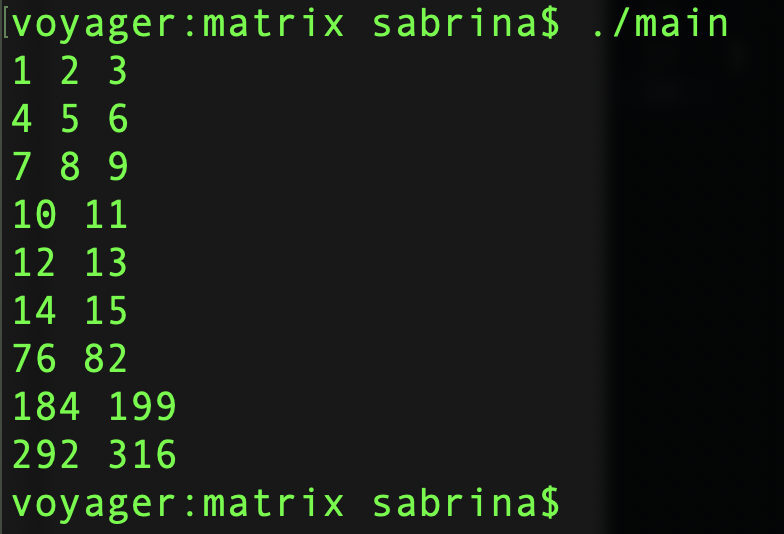 [voyager:matrix sabrina$ ./main
1 2 3
4 5 6
7 8 9
10 11
12 13
14 15
76 82
184 199
292 316
voyager:matrix sabrina$